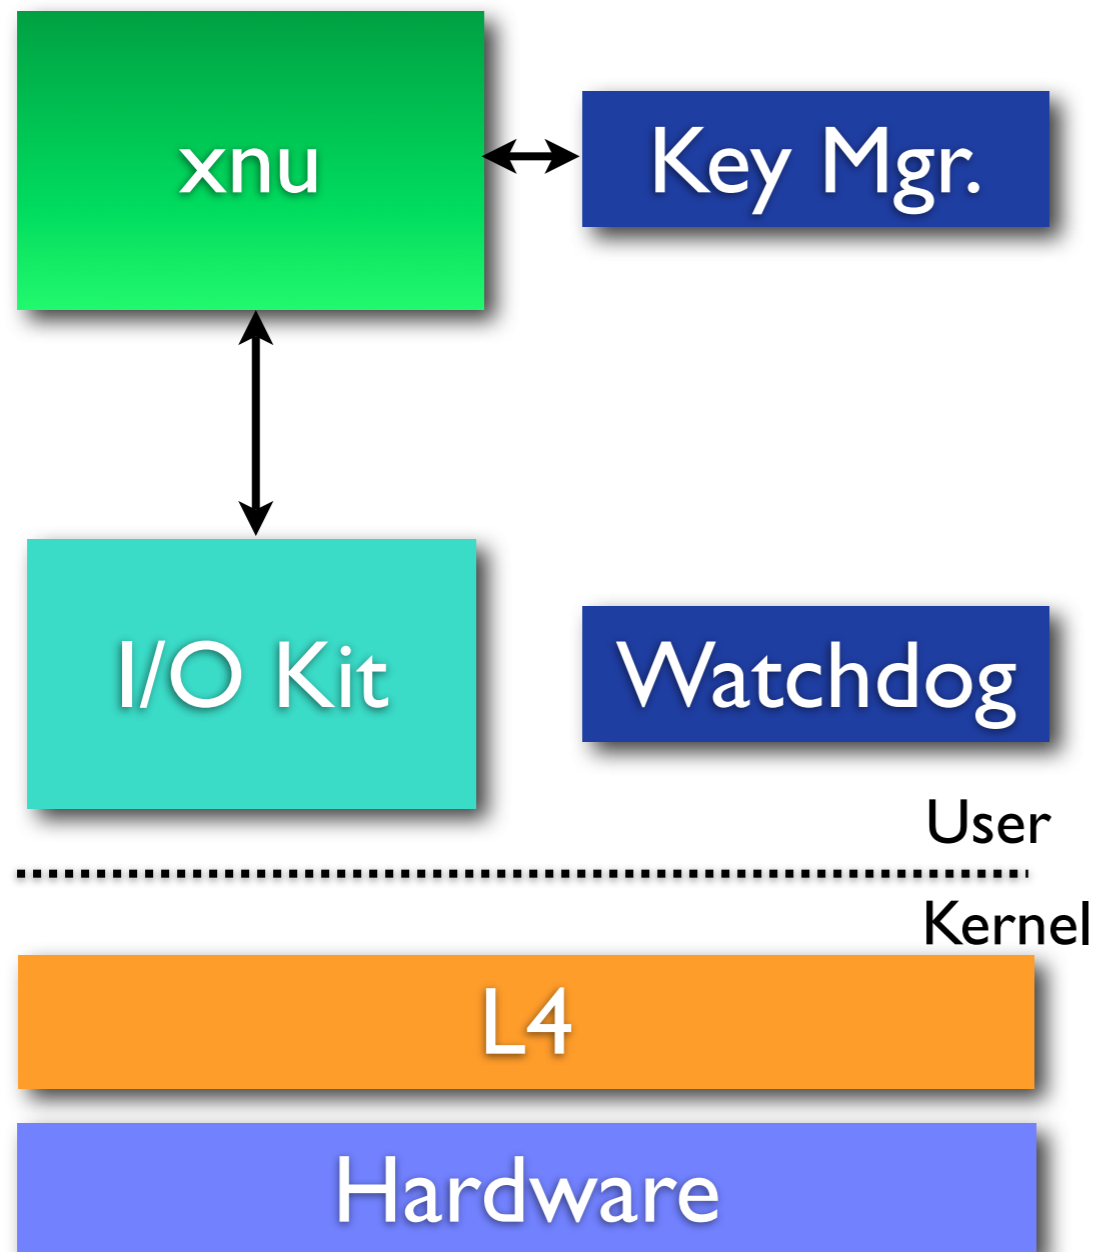 xnu
Key Mgr.
I/O Kit
Watchdog
User
Kernel
L4
Hardware